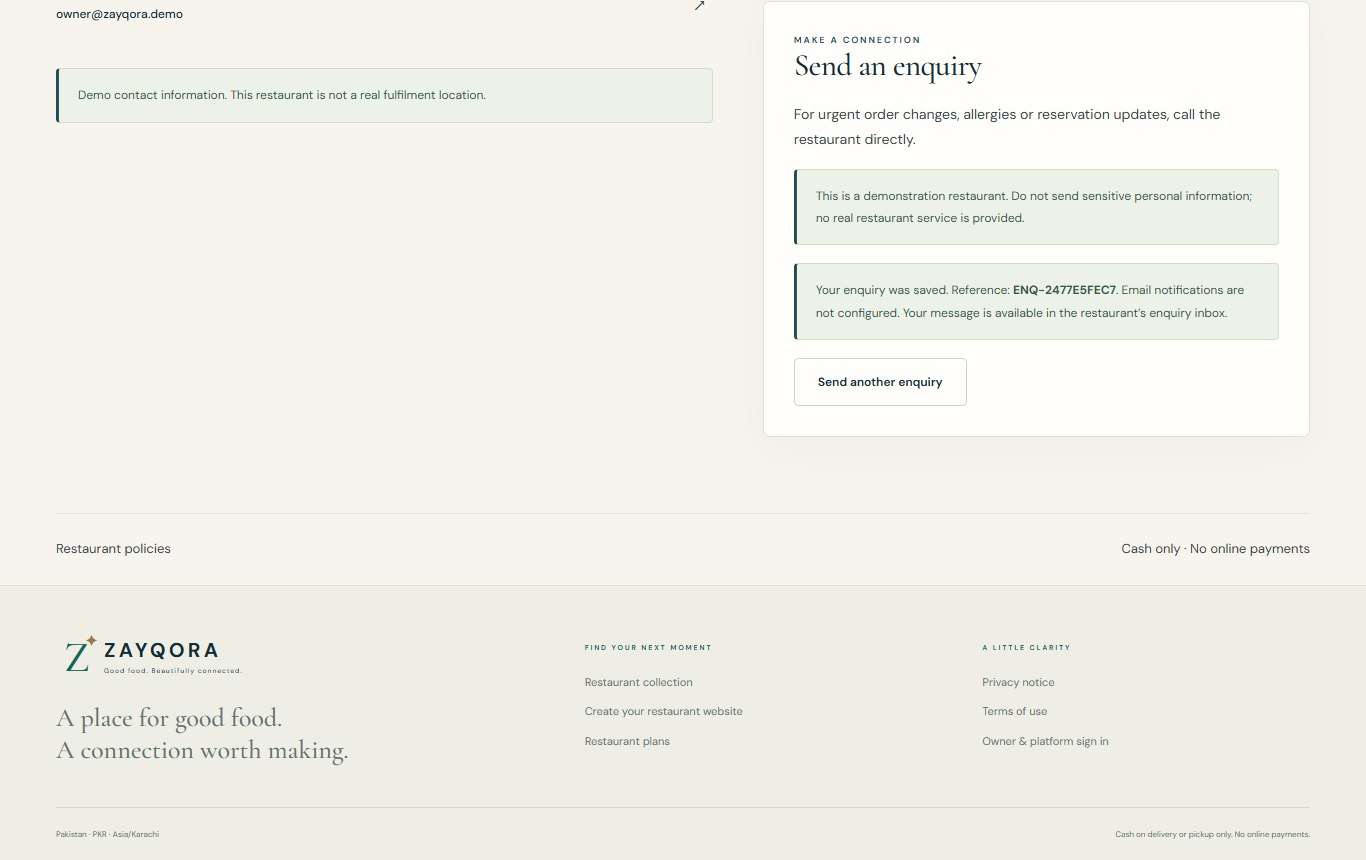 owner@zayqora.demo
↗
Demo contact information. This restaurant is not a real fulfilment location.
MAKE A CONNECTION
Send an enquiry
For urgent order changes, allergies or reservation updates, call the
restaurant directly.
This is a demonstration restaurant. Do not send sensitive personal information;
no real restaurant service is provided.
Your enquiry was saved. Reference: ENQ-2477E5FEC7. Email notifications are
not configured. Your message is available in the restaurant’s enquiry inbox.
Send another enquiry
Restaurant policies
Cash only · No online payments
Z ZAYQORA
Good food. Beautifully connected.
A place for good food.
A connection worth making.
FIND YOUR NEXT MOMENT
Restaurant collection
Create your restaurant website
Restaurant plans
A LITTLE CLARITY
Privacy notice
Terms of use
Owner & platform sign in
Pakistan · PKR · Asia/Karachi
Cash on delivery or pickup only. No online payments.